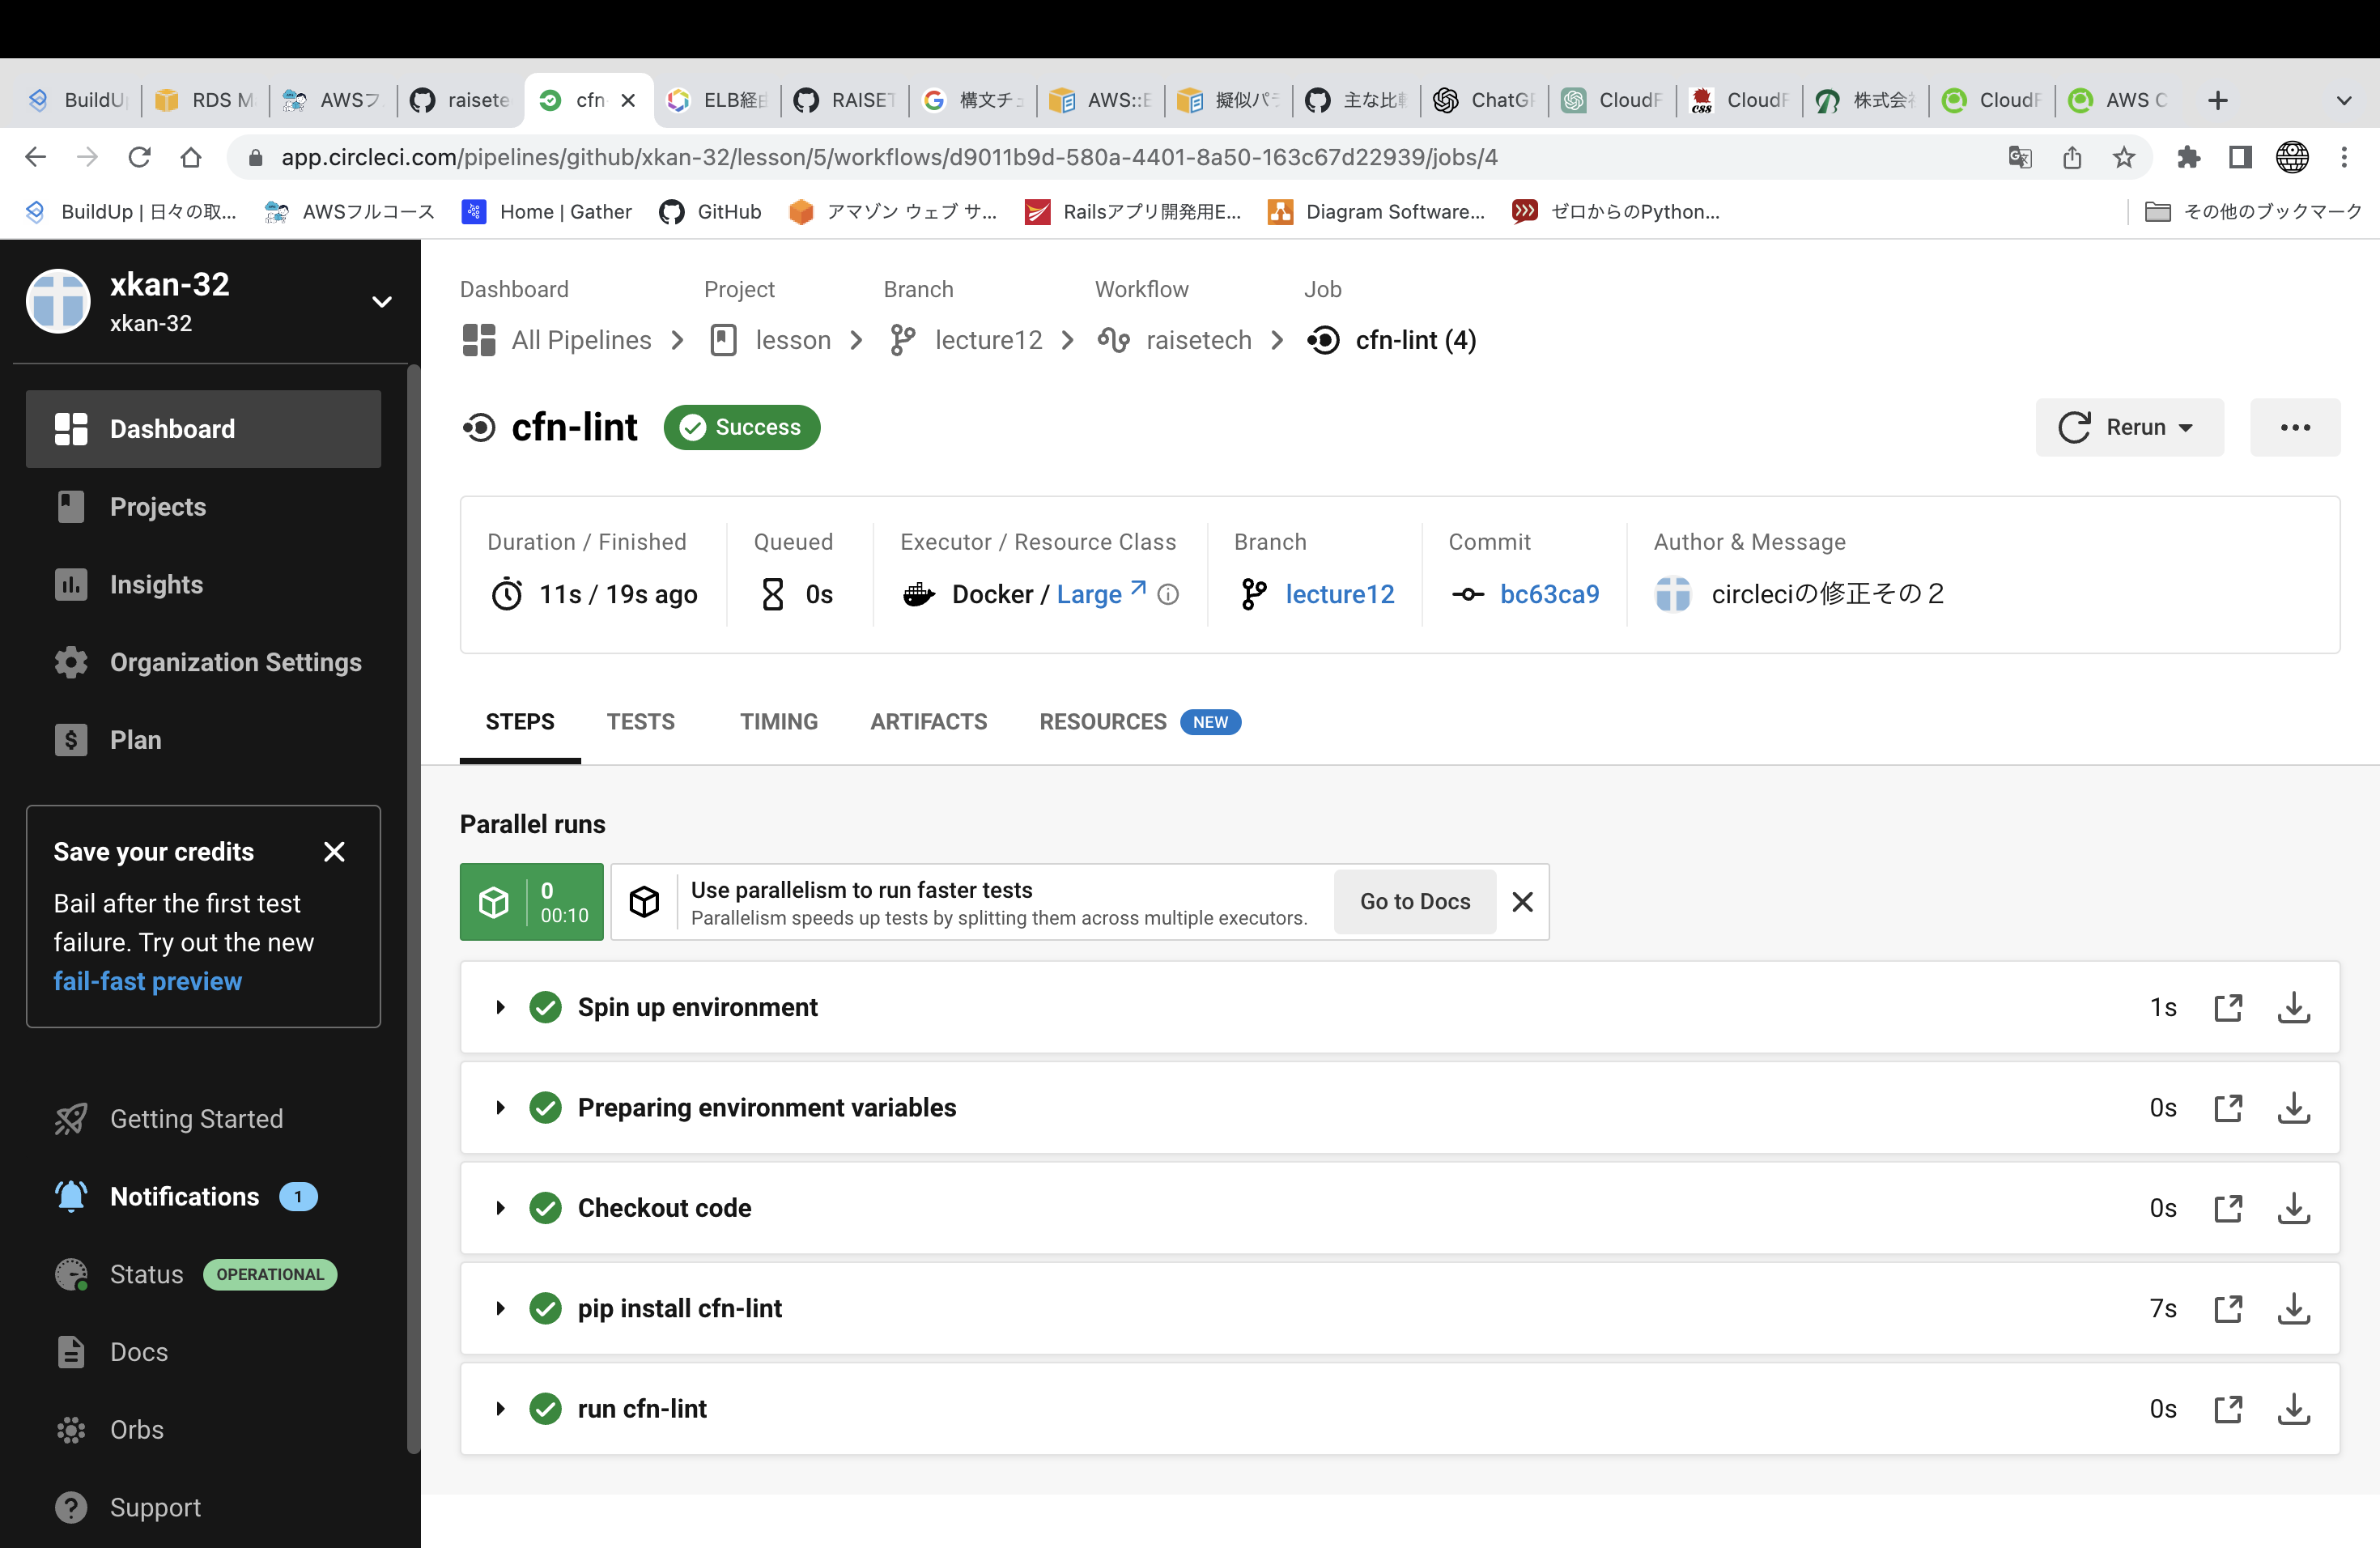 BuildU
RDS M
AWSフ
raisete
cfn
ELB経由
RAISET
構文チェ
AWS::E
擬似パラ
主な比較
ChatGP
CloudF
CloudF
株式会社
CloudF
AWS C
app.circleci.com/pipelines/github/xkan-32/lesson/5/workflows/d9011b9d-580a-4401-8a50-163c67d22939/jobs/4
BuildUp | 日々の取...
AWSフルコース
Home | Gather
GitHub
アマゾン ウェブ サ...
Railsアプリ開発用E...
Diagram Software...
ゼロからのPython...
その他のブックマーク
xkan-32
xkan-32
Dashboard
Projects
Insights
Organization Settings
Plan
Save your credits
Bail after the first test
failure. Try out the new
fail-fast preview
Getting Started
Notifications 1
Status OPERATIONAL
Docs
Orbs
Support
Dashboard Project Branch Workflow Job
All Pipelines lesson lecture12 raisetech cfn-lint (4)
cfn-lint Success
Rerun
Duration / Finished Queued Executor / Resource Class Branch Commit Author & Message
11s / 19s ago 0s Docker / Large lecture12 bc63ca9 circleciの修正その２
STEPS TESTS TIMING ARTIFACTS RESOURCES NEW
Parallel runs
0
00:10
Use parallelism to run faster tests
Parallelism speeds up tests by splitting them across multiple executors.
Go to Docs
Spin up environment 1s
Preparing environment variables 0s
Checkout code 0s
pip install cfn-lint 7s
run cfn-lint 0s